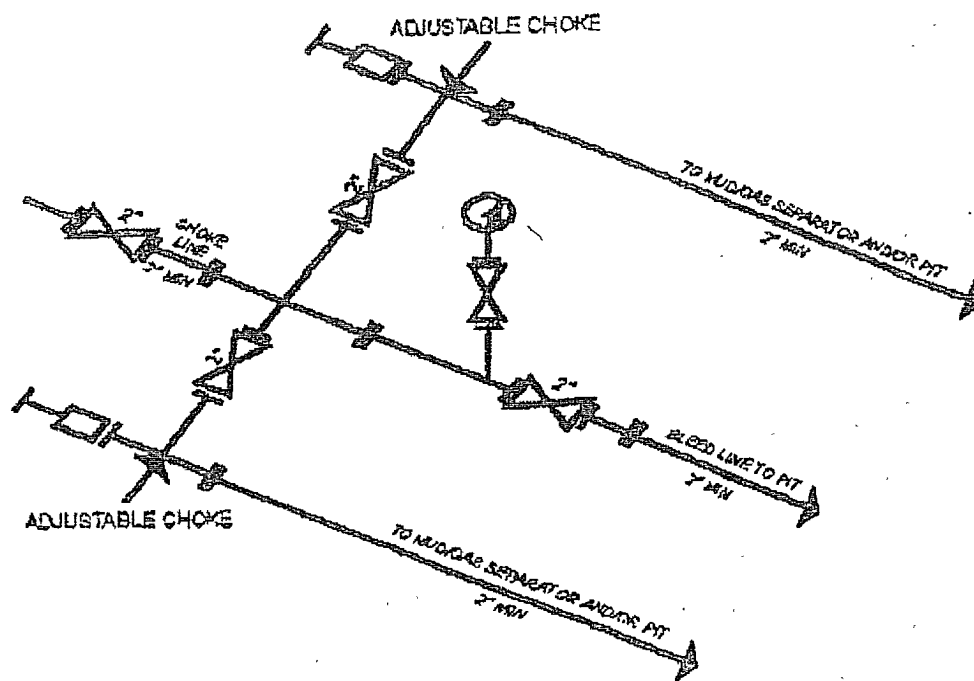 ADJUSTABLE CHOKE
TO MUD/GAS SEPARATOR AND/OR PIT
2" MIN
2"
2"
CHOKE
LINE
2" MIN
2"
2"
BLEED LINE TO PIT
2" MIN
ADJUSTABLE CHOKE
TO MUD/GAS SEPARATOR AND/OR PIT
2" MIN